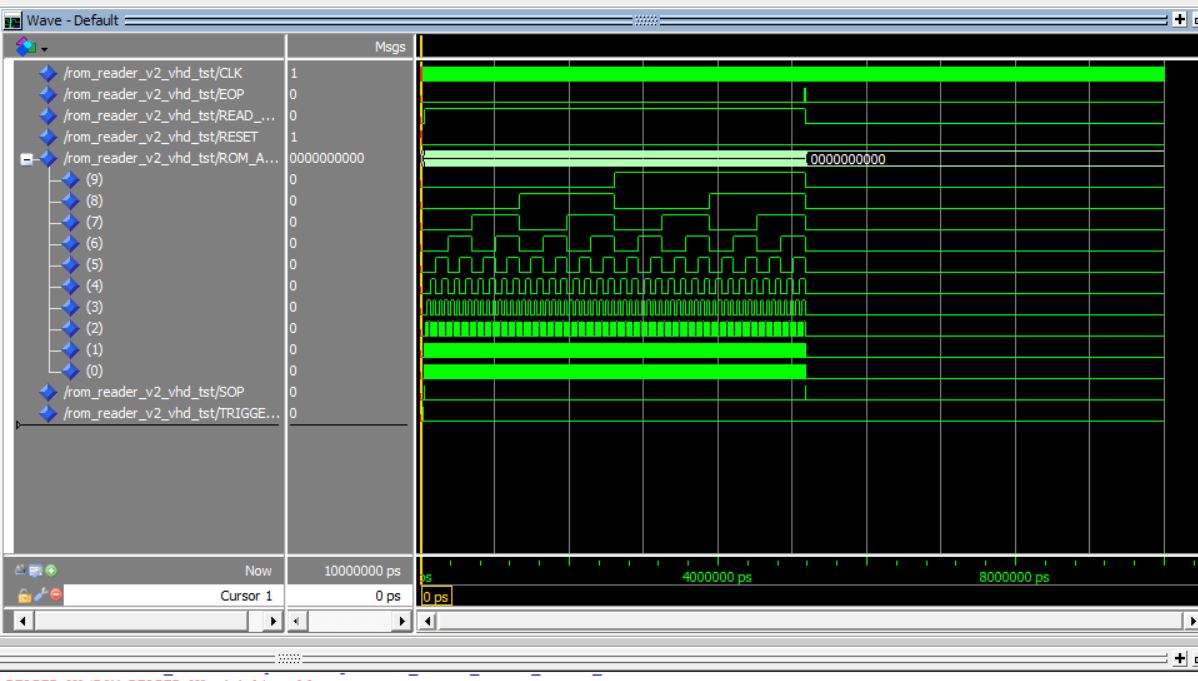 Wave - Default
Msgs
/rom_reader_v2_vhd_tst/CLK 1
/rom_reader_v2_vhd_tst/EOP 0
/rom_reader_v2_vhd_tst/READ_... 0
/rom_reader_v2_vhd_tst/RESET 1
/rom_reader_v2_vhd_tst/ROM_A... 0000000000 0000000000
(9) 0
(8) 0
(7) 0
(6) 0
(5) 0
(4) 0
(3) 0
(2) 0
(1) 0
(0) 0
/rom_reader_v2_vhd_tst/SOP 0
/rom_reader_v2_vhd_tst/TRIGGE... 0
Now 10000000 ps ps 4000000 ps 8000000 ps
Cursor 1 0 ps 0 ps